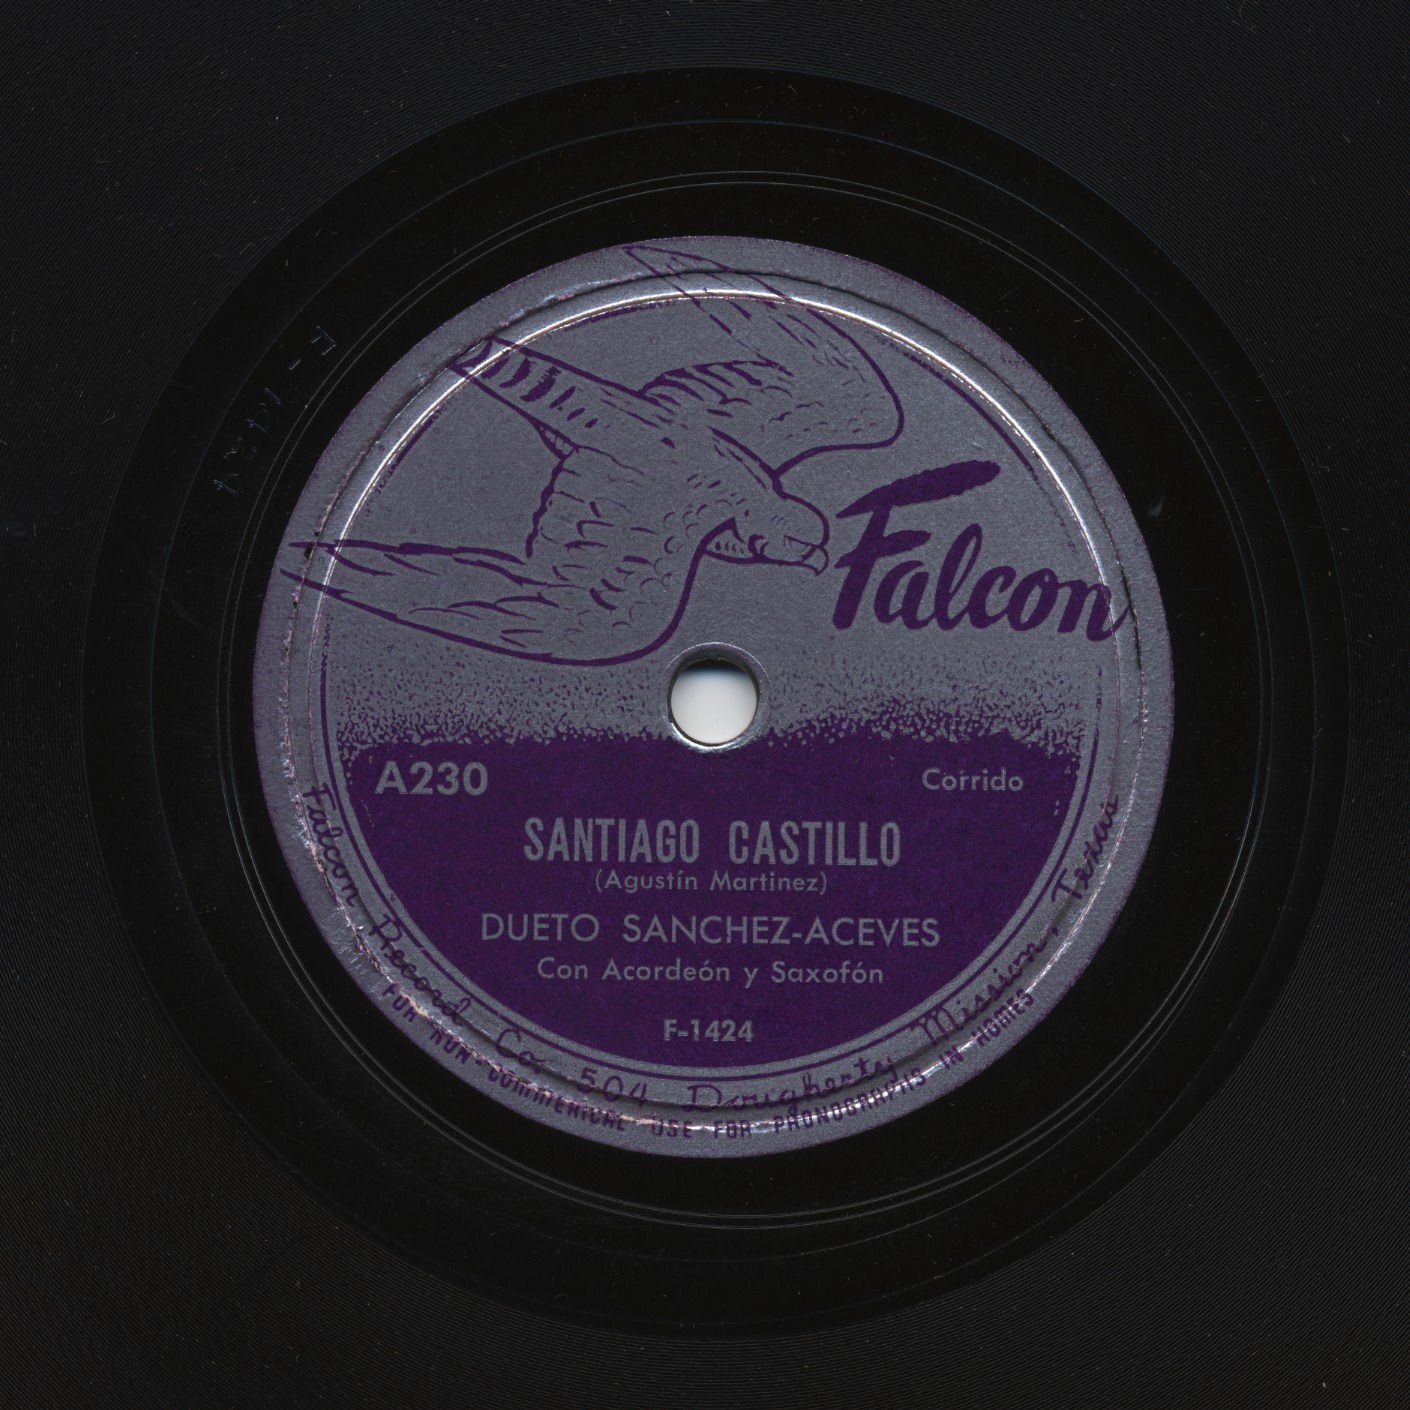 Falcon
A230
Corrido
SANTIAGO CASTILLO
(Agustín Martinez)
DUETO SANCHEZ-ACEVES
Con Acordeón y Saxofón
F-1424
Falcon Record Co. 504 Dougherty Mission, Texas
FOR NON-COMMERICAL USE FOR PHONOGRAPHS IN HOMES